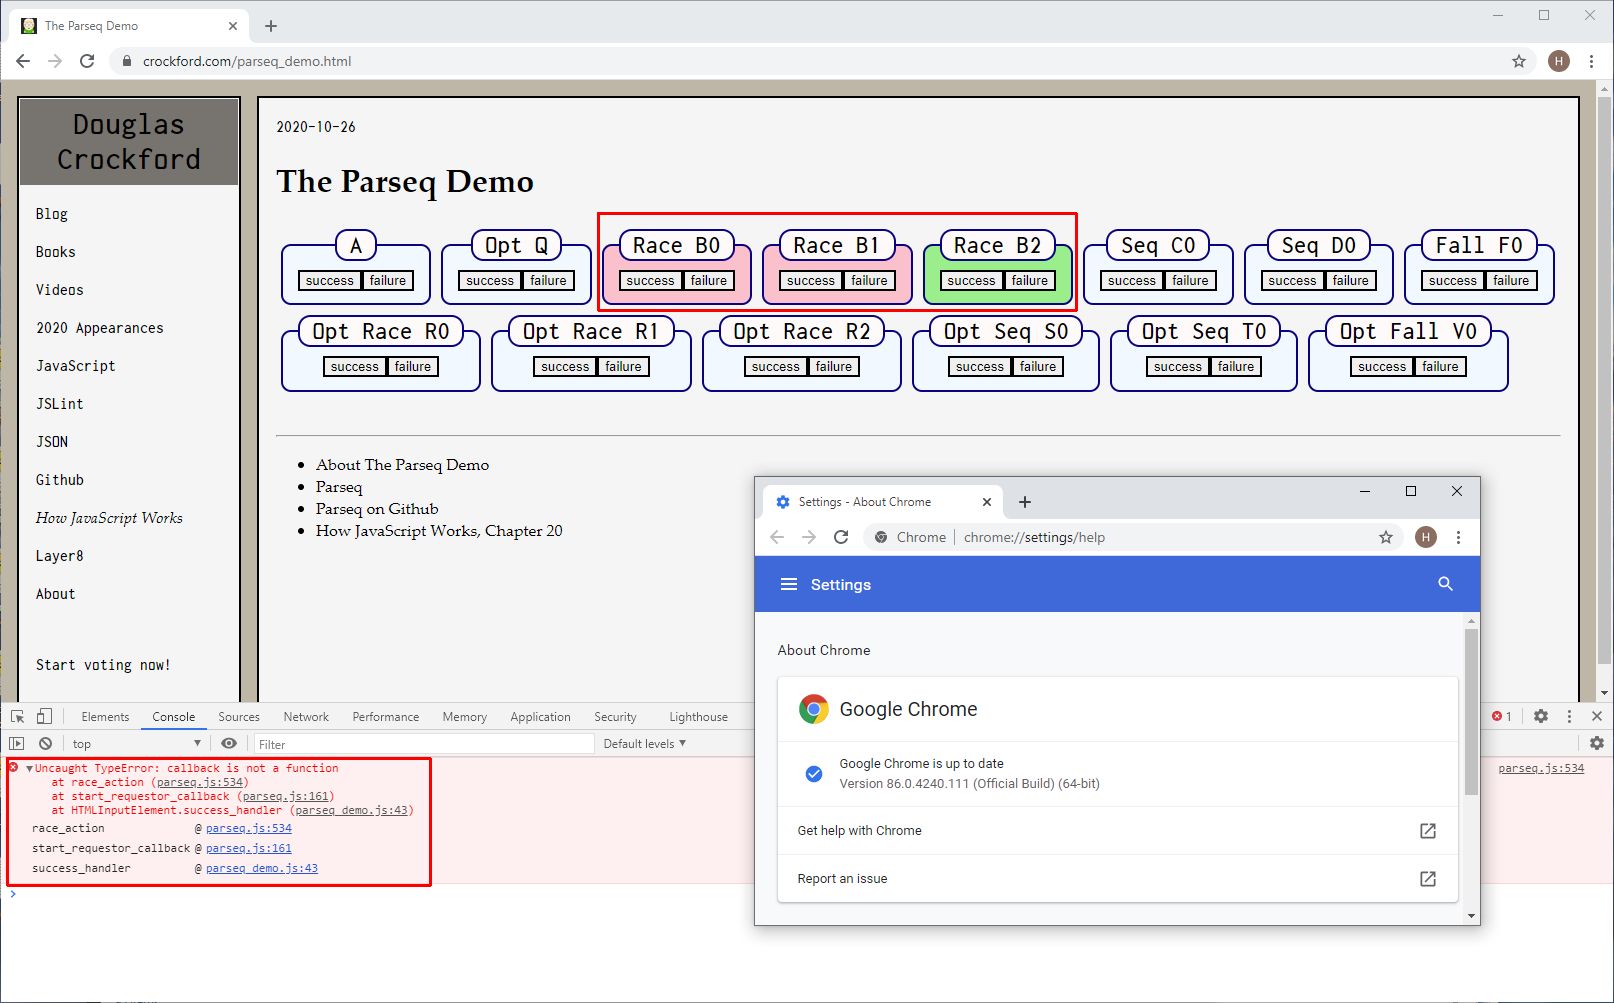 The Parseq Demo
crockford.com/parseq_demo.html
H
Douglas
Crockford
Blog
Books
Videos
2020 Appearances
JavaScript
JSLint
JSON
Github
How JavaScript Works
Layer8
About
Start voting now!
2020-10-26
The Parseq Demo
A Opt Q Race B0 Race B1 Race B2 Seq C0 Seq D0 Fall F0
success failure success failure success failure success failure success failure success failure success failure success failure
Opt Race R0 Opt Race R1 Opt Race R2 Opt Seq S0 Opt Seq T0 Opt Fall V0
success failure success failure success failure success failure success failure success failure
About The Parseq Demo
Parseq
Parseq on Github
How JavaScript Works, Chapter 20
Settings - About Chrome
Chrome | chrome://settings/help
H
Settings
About Chrome
Google Chrome
Google Chrome is up to date
Version 86.0.4240.111 (Official Build) (64-bit)
Get help with Chrome
Report an issue
Elements Console Sources Network Performance Memory Application Security Lighthouse 1
top Filter Default levels
Uncaught TypeError: callback is not a function parseq.js:534
at race_action (parseq.js:534)
at start_requestor_callback (parseq.js:161)
at HTMLInputElement.success_handler (parseq_demo.js:43)
race_action @ parseq.js:534
start_requestor_callback @ parseq.js:161
success_handler @ parseq_demo.js:43